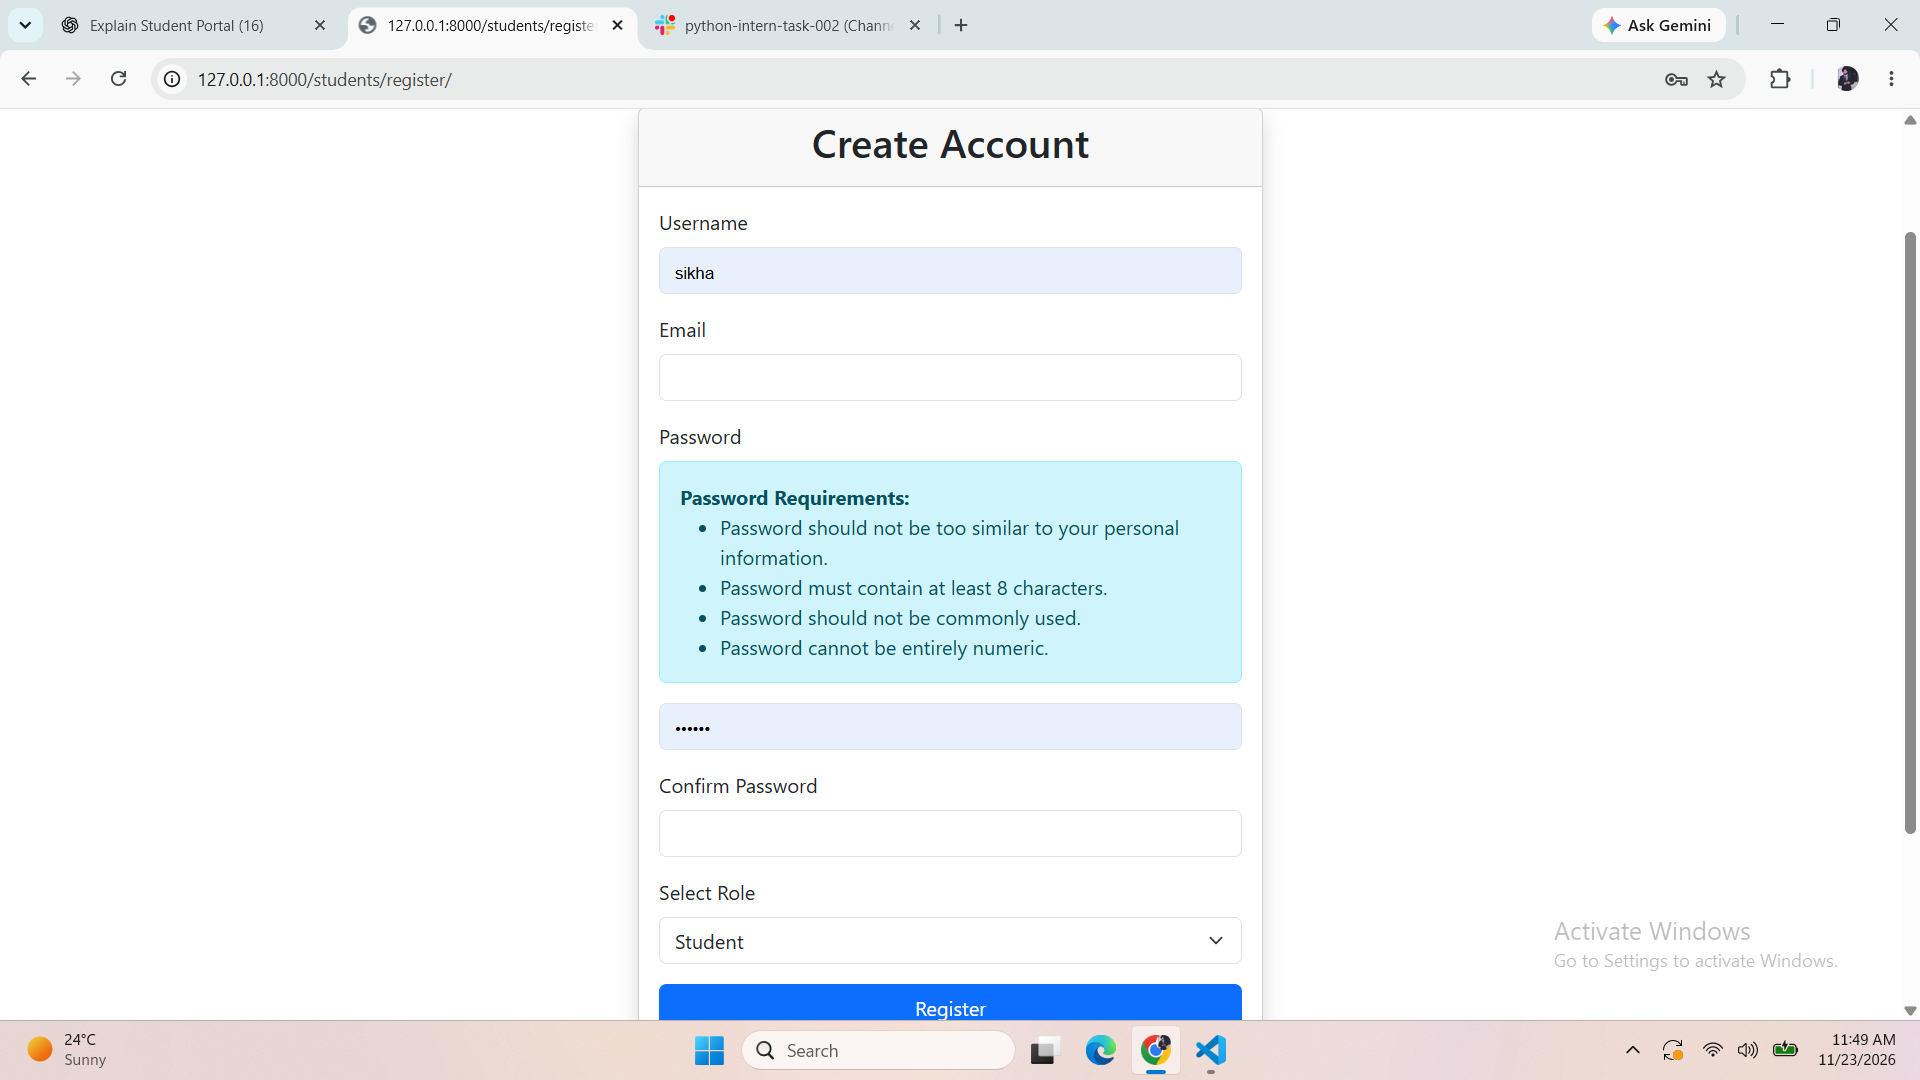 Explain Student Portal (16)
127.0.0.1:8000/students/registe
python-intern-task-002 (Chann
Ask Gemini
127.0.0.1:8000/students/register/
Create Account
Username
sikha
Email
Password
Password Requirements:
• Password should not be too similar to your personal
information.
• Password must contain at least 8 characters.
• Password should not be commonly used.
• Password cannot be entirely numeric.
••••••
Confirm Password
Select Role
Student
Register
Activate Windows
Go to Settings to activate Windows.
24°C
Sunny
Search
11:49 AM
11/23/2026